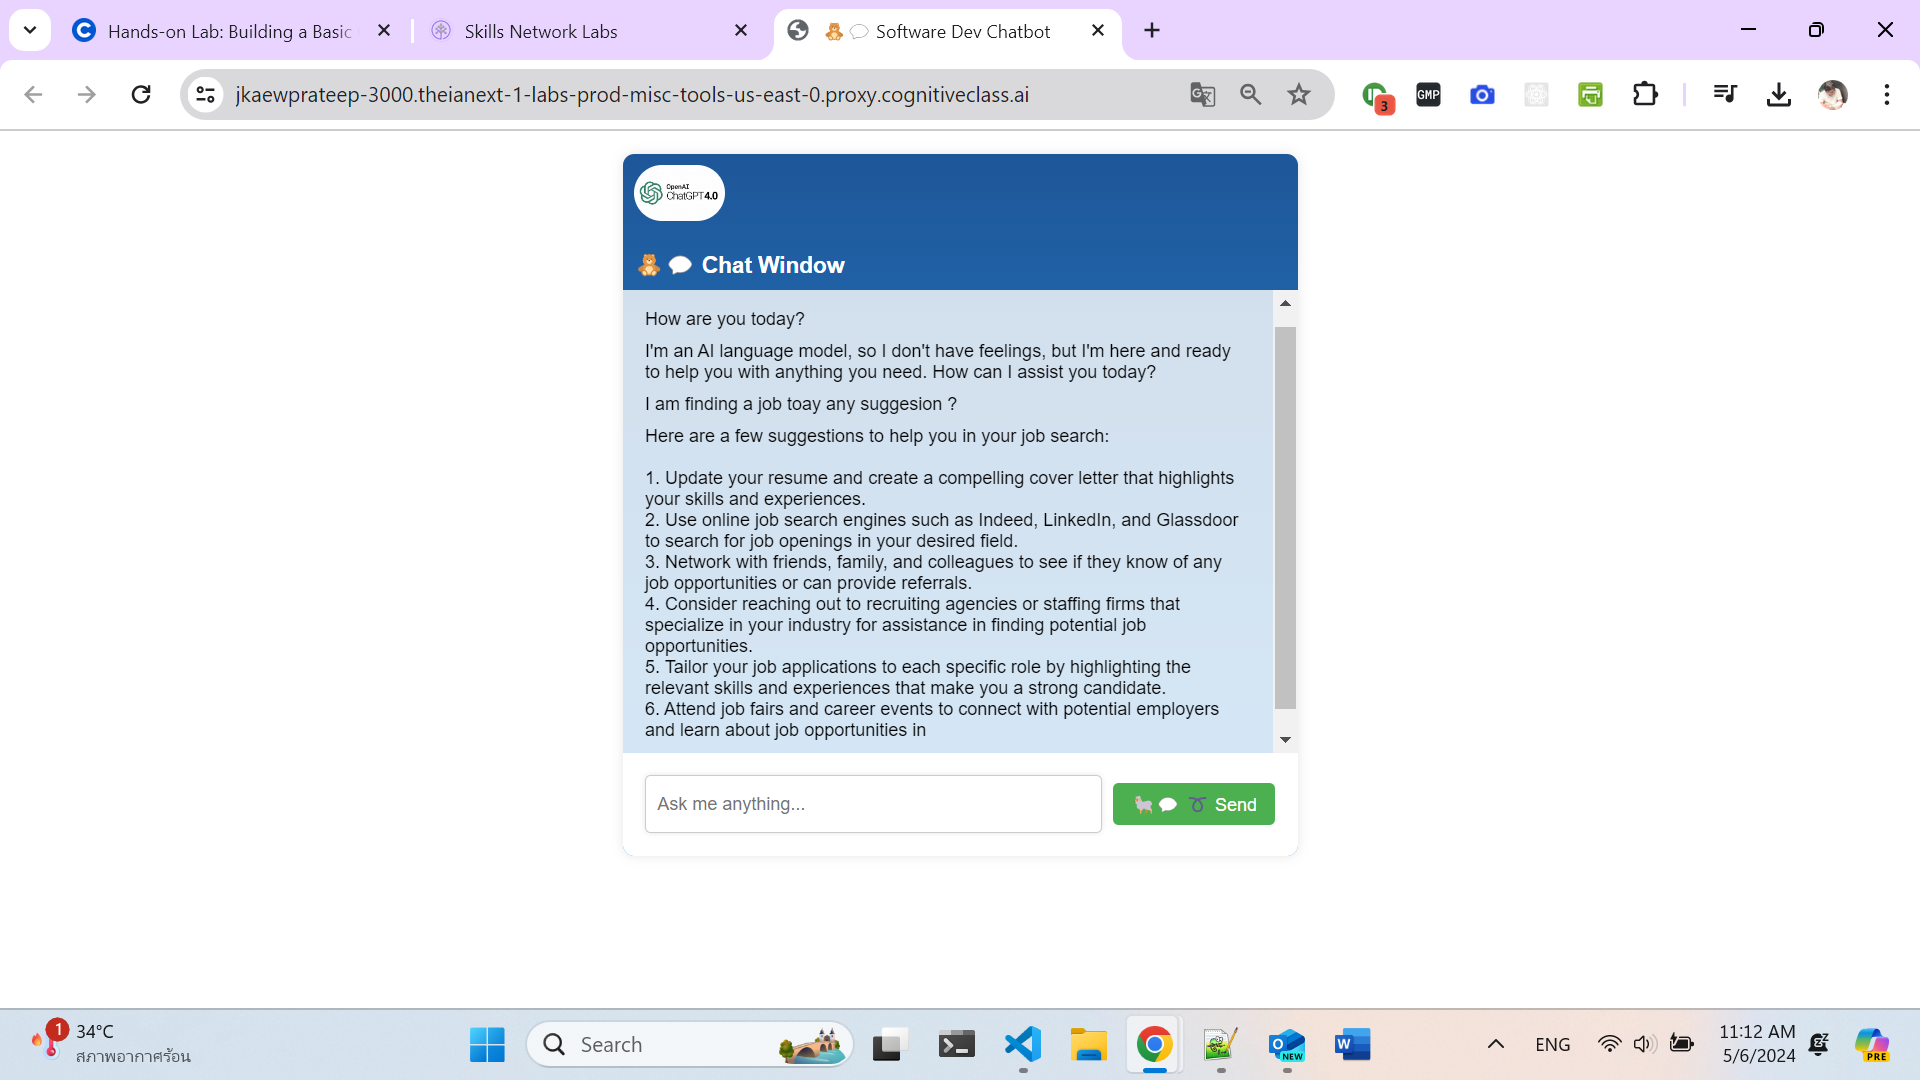 Hands-on Lab: Building a Basic
Skills Network Labs
Software Dev Chatbot
jkaewprateep-3000.theianext-1-labs-prod-misc-tools-us-east-0.proxy.cognitiveclass.ai
3
GMP
OpenAI
ChatGPT4.0
Chat Window
How are you today?
I'm an AI language model, so I don't have feelings, but I'm here and ready
to help you with anything you need. How can I assist you today?
I am finding a job toay any suggesion ?
Here are a few suggestions to help you in your job search:
1. Update your resume and create a compelling cover letter that highlights
your skills and experiences.
2. Use online job search engines such as Indeed, LinkedIn, and Glassdoor
to search for job openings in your desired field.
3. Network with friends, family, and colleagues to see if they know of any
job opportunities or can provide referrals.
4. Consider reaching out to recruiting agencies or staffing firms that
specialize in your industry for assistance in finding potential job
opportunities.
5. Tailor your job applications to each specific role by highlighting the
relevant skills and experiences that make you a strong candidate.
6. Attend job fairs and career events to connect with potential employers
and learn about job opportunities in
Ask me anything...
Send
1
34°C
สภาพอากาศร้อน
Search
NEW
ENG
11:12 AM
5/6/2024
PRE